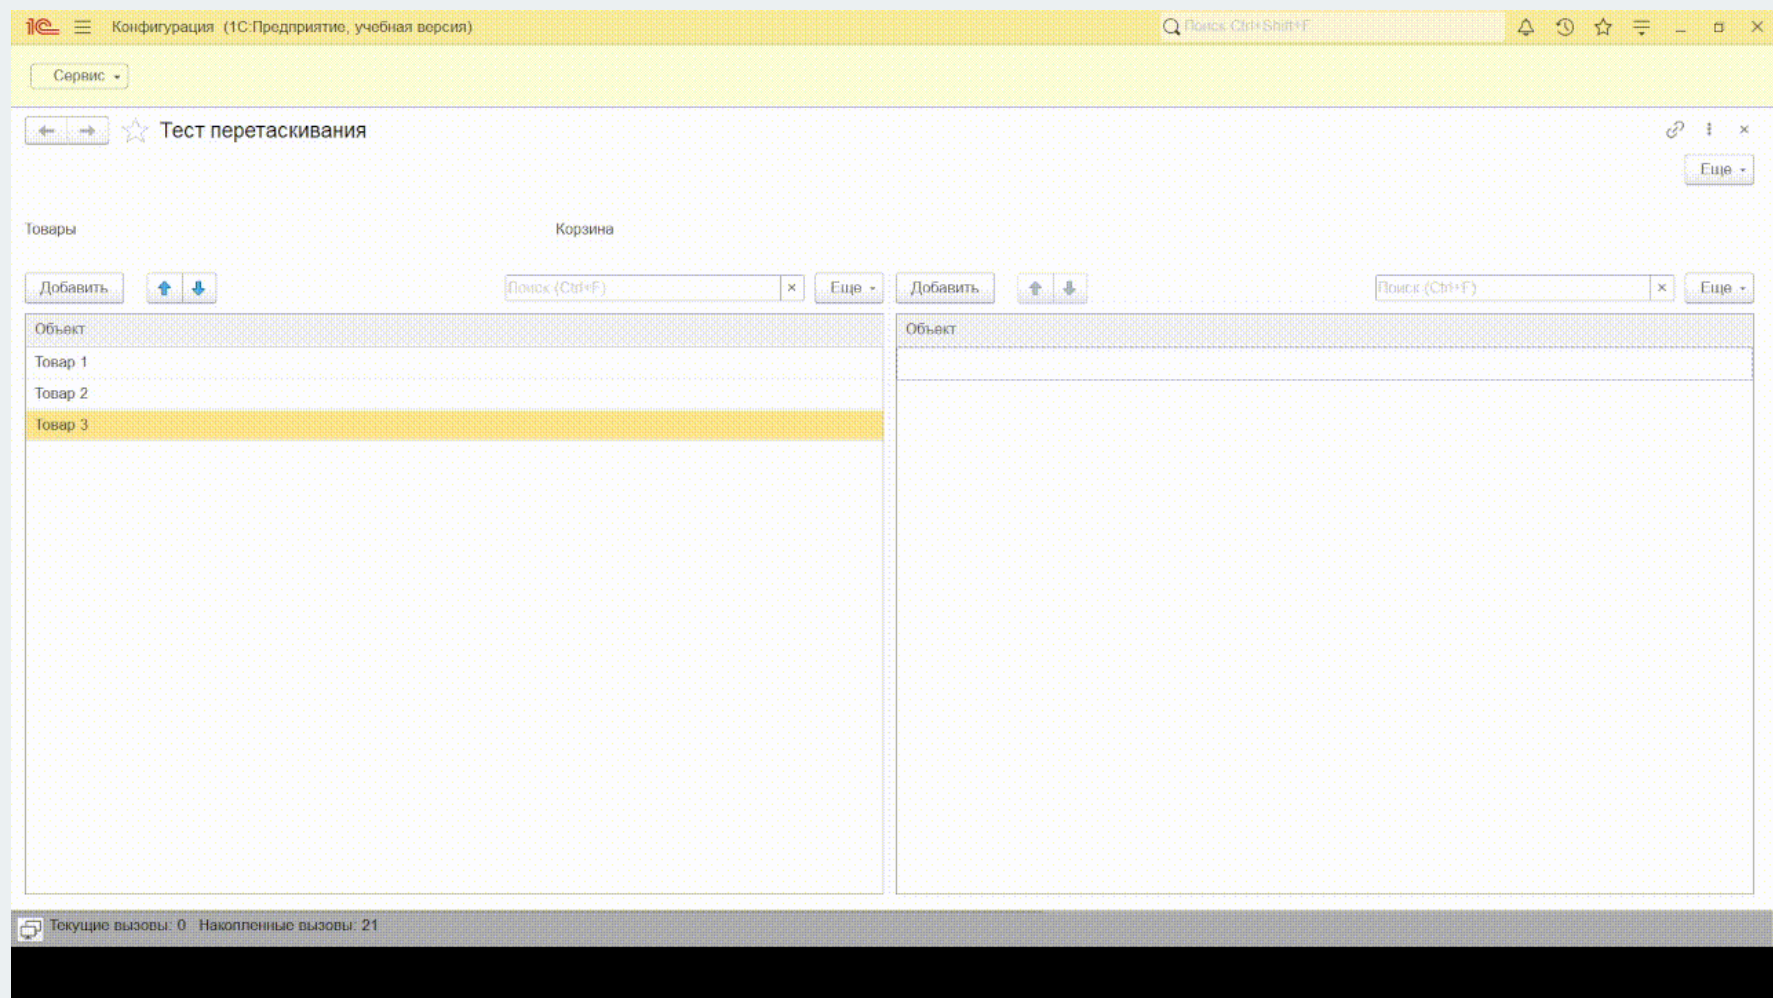 1С Конфигурация (1С:Предприятие, учебная версия) Поиск Ctrl+Shift+F
Сервис
Тест перетаскивания
Еще
Товары Корзина
Добавить Поиск (Ctrl+F) × Еще Добавить Поиск (Ctrl+F) × Еще
Объект Объект
Товар 1
Товар 2
Товар 3
Текущие вызовы: 0 Накопленные вызовы: 21